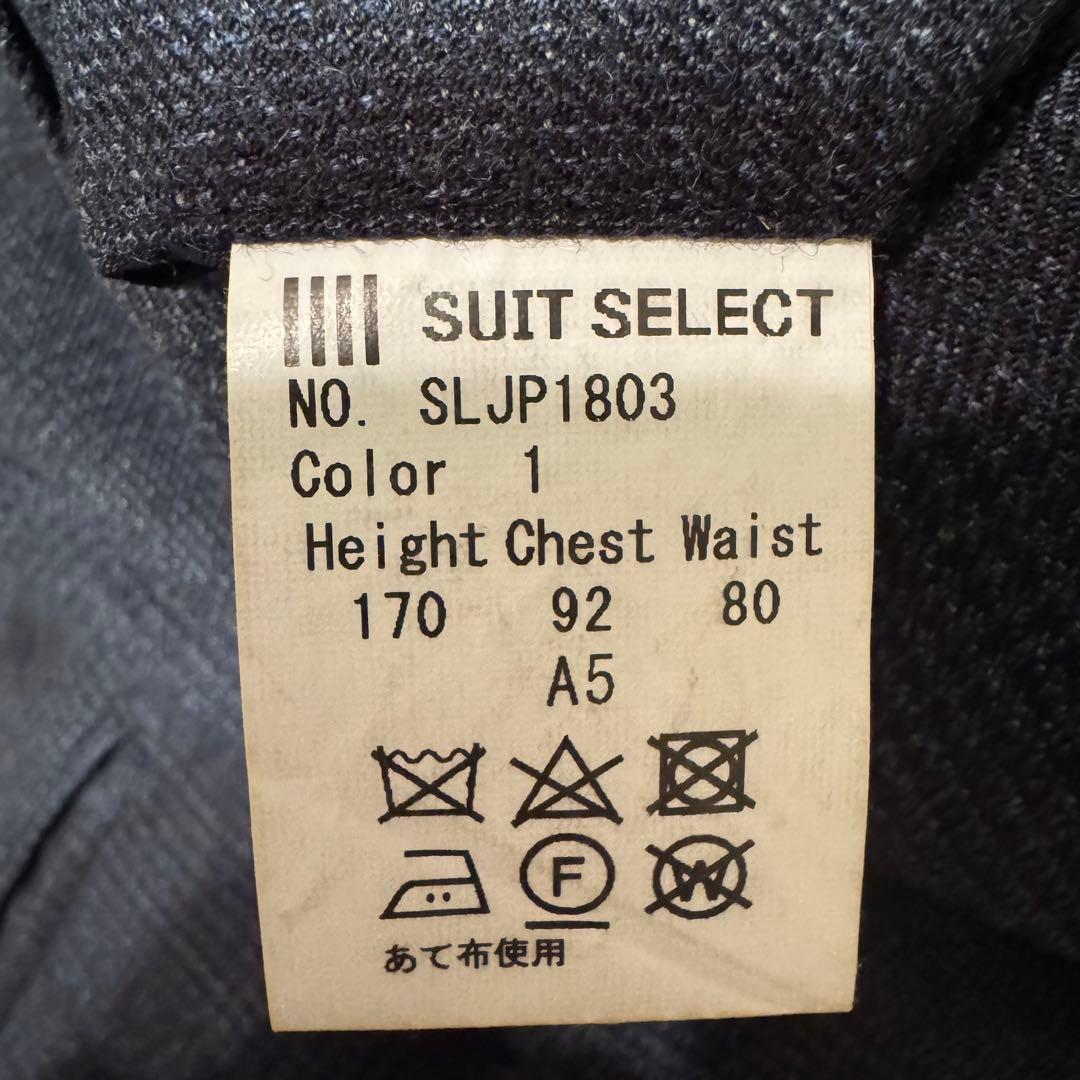 SUIT SELECT
NO. SLJP1803
Color 1
Height Chest Waist
170 92 80
A5
F W
あて布使用